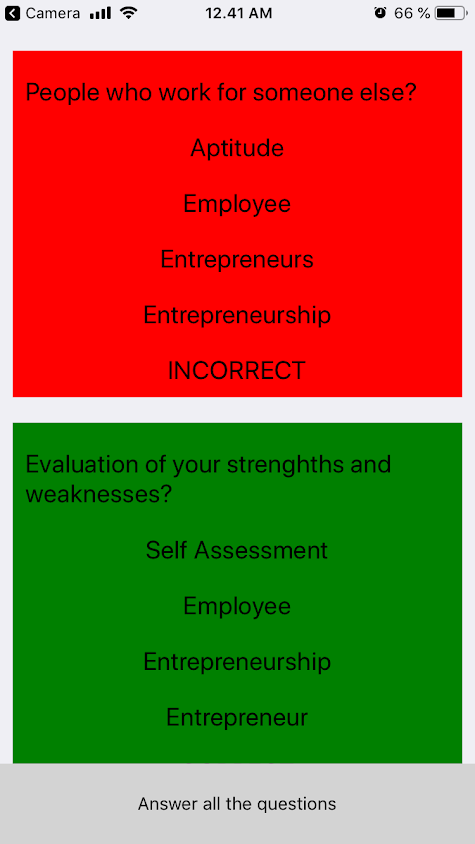 Camera 12.41 AM 66 %
People who work for someone else?
Aptitude
Employee
Entrepreneurs
Entrepreneurship
INCORRECT
Evaluation of your strenghths and
weaknesses?
Self Assessment
Employee
Entrepreneurship
Entrepreneur
Answer all the questions